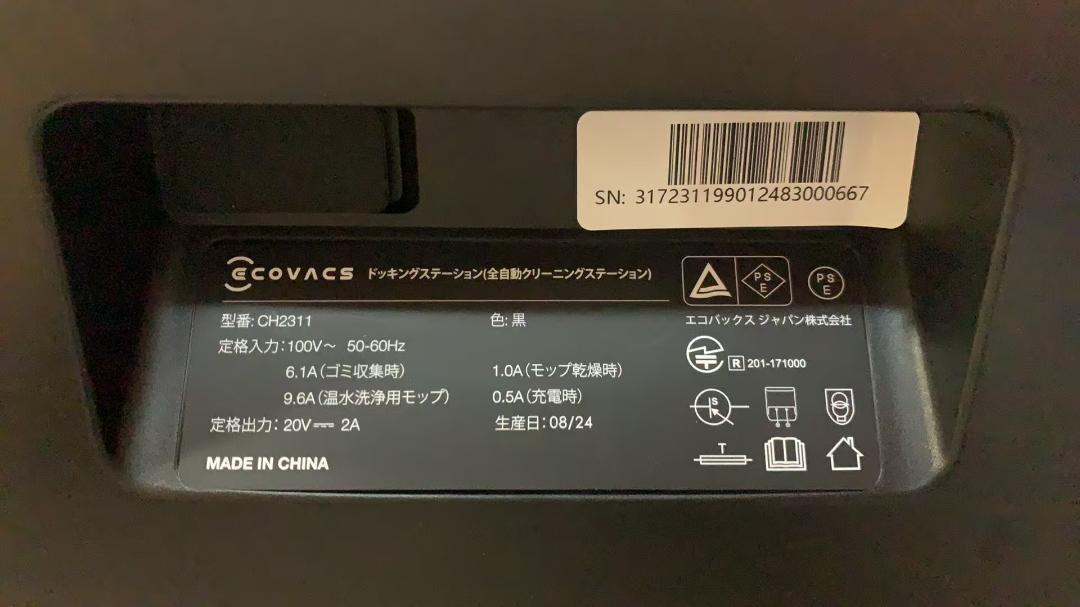 SN: 317231199012483000667
ECOVACS ドッキングステーション(全自動クリーニングステーション)
PS E
PS E
型番: CH2311
色: 黒
エコバックス ジャパン株式会社
定格入力: 100V～ 50-60Hz
R 201-171000
6.1A(ゴミ収集時)
1.0A(モップ乾燥時)
9.6A(温水洗浄用モップ)
0.5A(充電時)
IS
定格出力: 20V⎓ 2A
生産日: 08/24
T
MADE IN CHINA